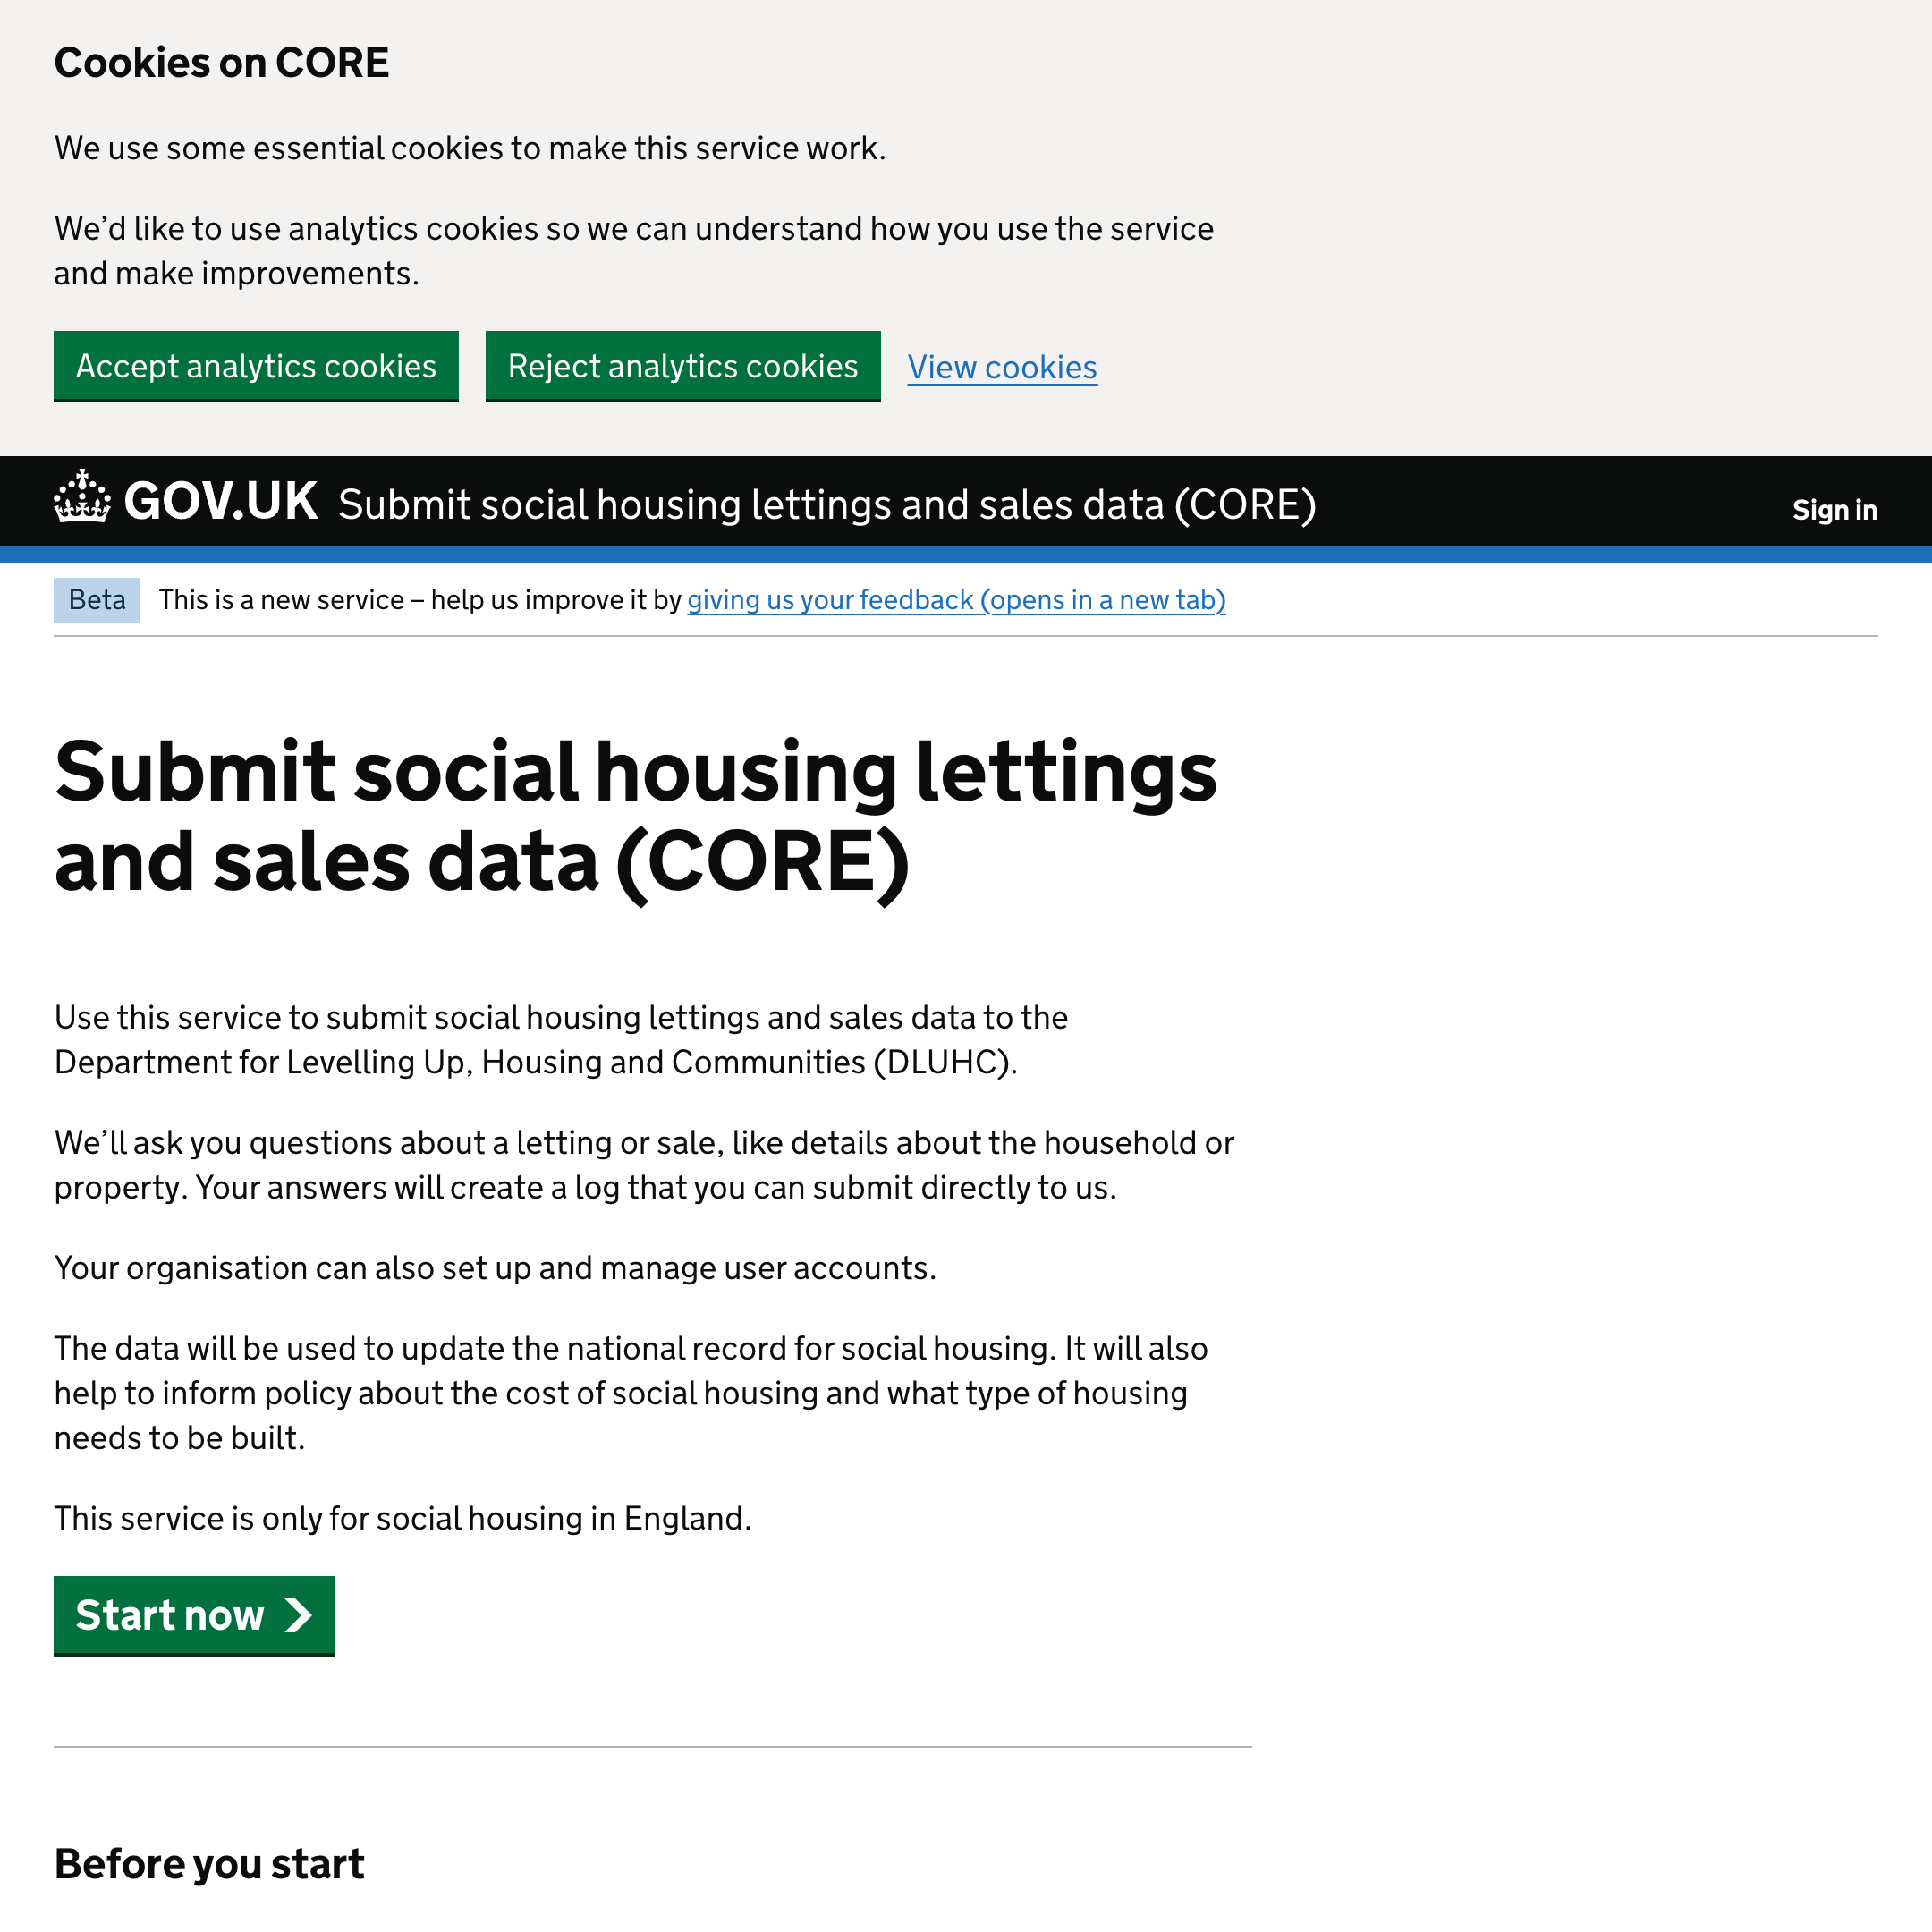 Cookies on CORE
We use some essential cookies to make this service work.
We’d like to use analytics cookies so we can understand how you use the service
and make improvements.
Accept analytics cookies Reject analytics cookies View cookies
GOV.UK Submit social housing lettings and sales data (CORE) Sign in
Beta This is a new service – help us improve it by giving us your feedback (opens in a new tab)
Submit social housing lettings
and sales data (CORE)
Use this service to submit social housing lettings and sales data to the
Department for Levelling Up, Housing and Communities (DLUHC).
We’ll ask you questions about a letting or sale, like details about the household or
property. Your answers will create a log that you can submit directly to us.
Your organisation can also set up and manage user accounts.
The data will be used to update the national record for social housing. It will also
help to inform policy about the cost of social housing and what type of housing
needs to be built.
This service is only for social housing in England.
Start now
Before you start